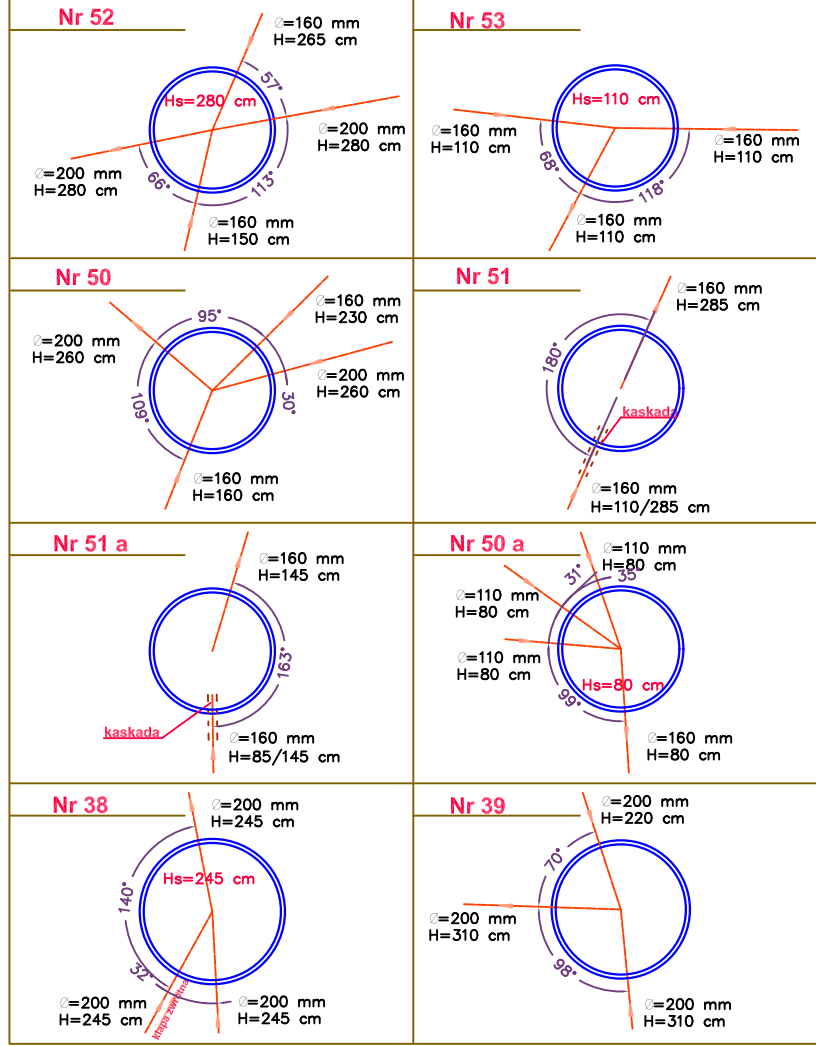 Nr 52
∅=160 mm
H=265 cm
57°
Hs=280 cm
∅=200 mm
H=280 cm
∅=200 mm
H=280 cm
66°
113°
∅=160 mm
H=150 cm
Nr 53
Hs=110 cm
∅=160 mm
H=110 cm
∅=160 mm
H=110 cm
68°
118°
∅=160 mm
H=110 cm
Nr 50
95°
∅=160 mm
H=230 cm
∅=200 mm
H=260 cm
∅=200 mm
H=260 cm
109°
30°
∅=160 mm
H=160 cm
Nr 51
∅=160 mm
H=285 cm
180°
kaskada
∅=160 mm
H=110/285 cm
Nr 51 a
∅=160 mm
H=145 cm
163°
kaskada
∅=160 mm
H=85/145 cm
Nr 50 a
∅=110 mm
H=80 cm
31°
35°
∅=110 mm
H=80 cm
∅=110 mm
H=80 cm
Hs=80 cm
99°
∅=160 mm
H=80 cm
Nr 38
∅=200 mm
H=245 cm
Hs=245 cm
140°
32°
∅=200 mm
H=245 cm
klapa zwrotna
∅=200 mm
H=245 cm
Nr 39
∅=200 mm
H=220 cm
70°
∅=200 mm
H=310 cm
98°
∅=200 mm
H=310 cm